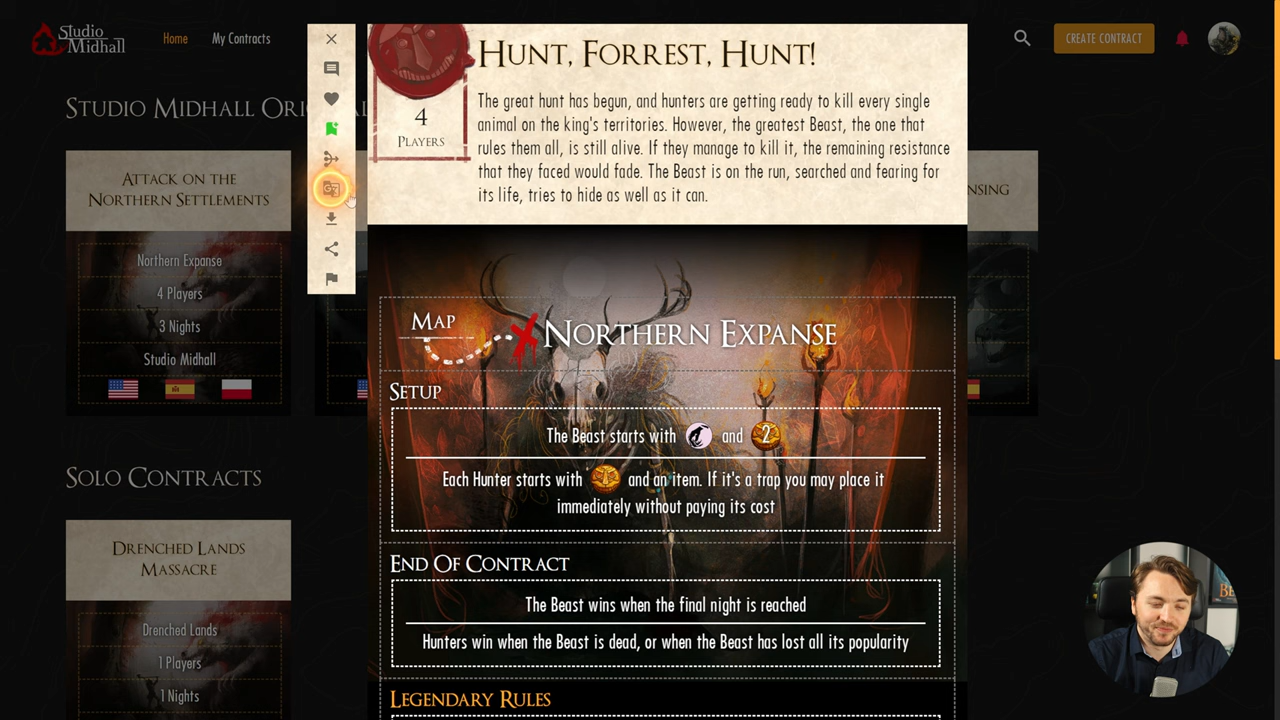 Studio
Midhall
Home
My Contracts
CREATE CONTRACT
STUDIO MIDHALL ORI
ATTACK ON THE
NORTHERN SETTLEMENTS
Northern Expanse
4 Players
3 Nights
Studio Midhall
SOLO CONTRACTS
DRENCHED LANDS
MASSACRE
Drenched Lands
1 Players
1 Nights
4
PLAYERS
HUNT, FORREST, HUNT!
The great hunt has begun, and hunters are getting ready to kill every single
animal on the king's territories. However, the greatest Beast, the one that
rules them all, is still alive. If they manage to kill it, the remaining resistance
that they faced would fade. The Beast is on the run, searched and fearing for
its life, tries to hide as well as it can.
MAP
NORTHERN EXPANSE
SETUP
The Beast starts with and 2
Each Hunter starts with and an item. If it's a trap you may place it
immediately without paying its cost
END OF CONTRACT
The Beast wins when the final night is reached
Hunters win when the Beast is dead, or when the Beast has lost all its popularity
LEGENDARY RULES
NSING